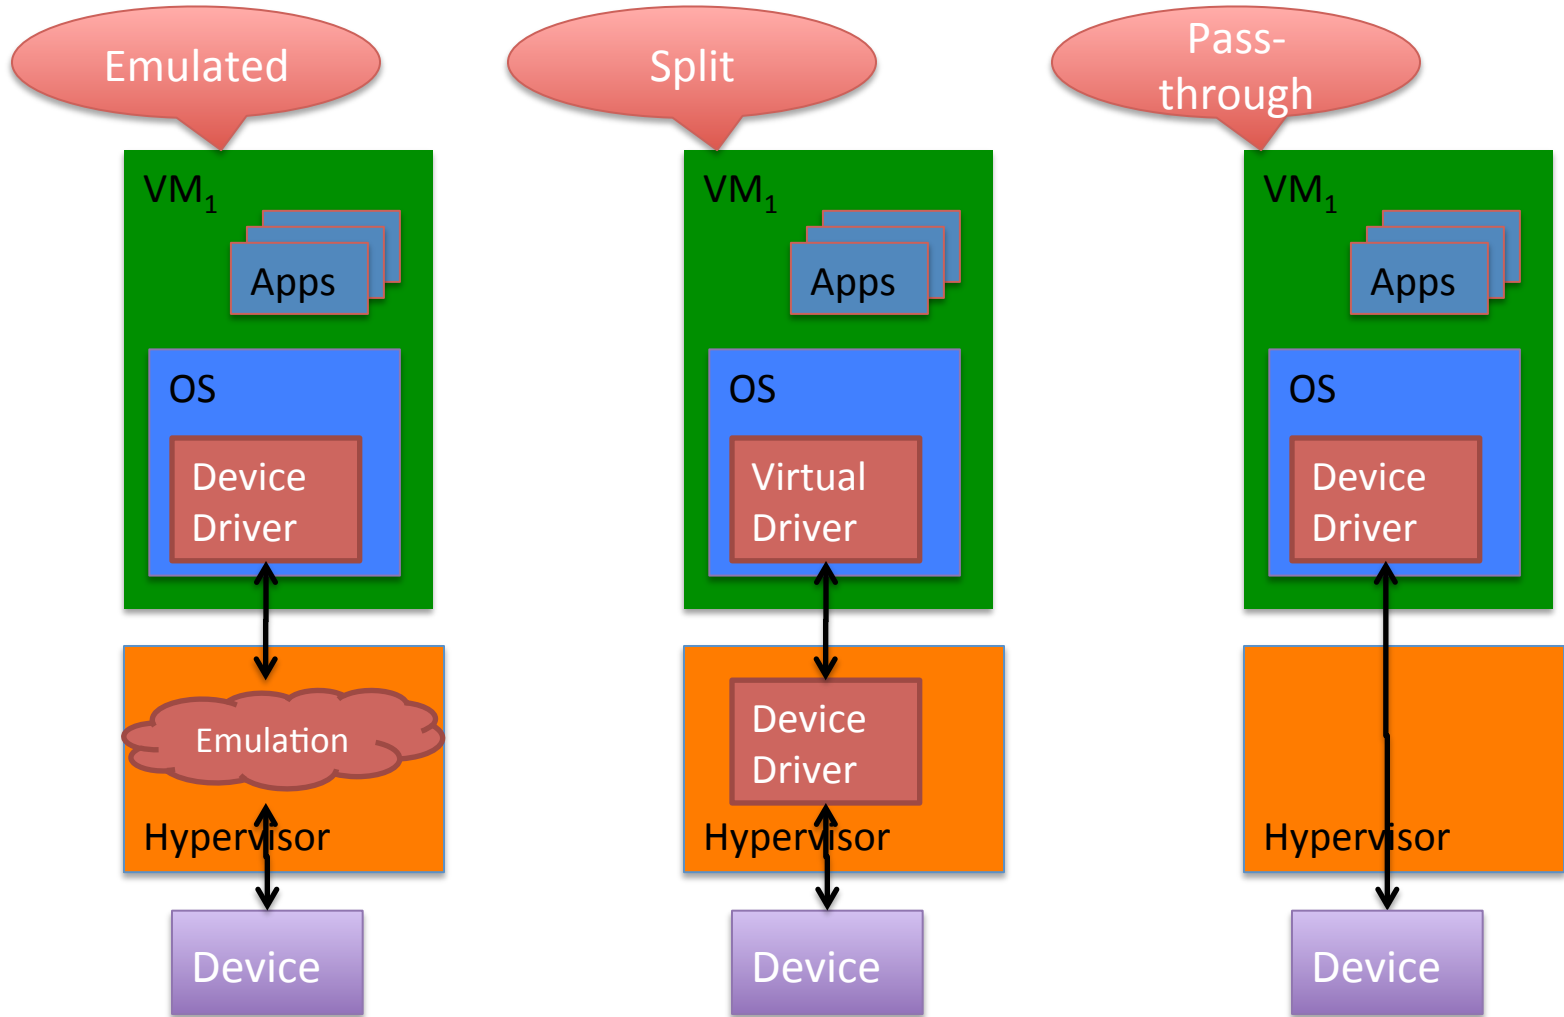 Emulated
VM1
Apps
OS
Device
Driver
Emulation
Hypervisor
Device
Split
VM1
Apps
OS
Virtual
Driver
Device
Driver
Hypervisor
Device
Pass-
through
VM1
Apps
OS
Device
Driver
Hypervisor
Device